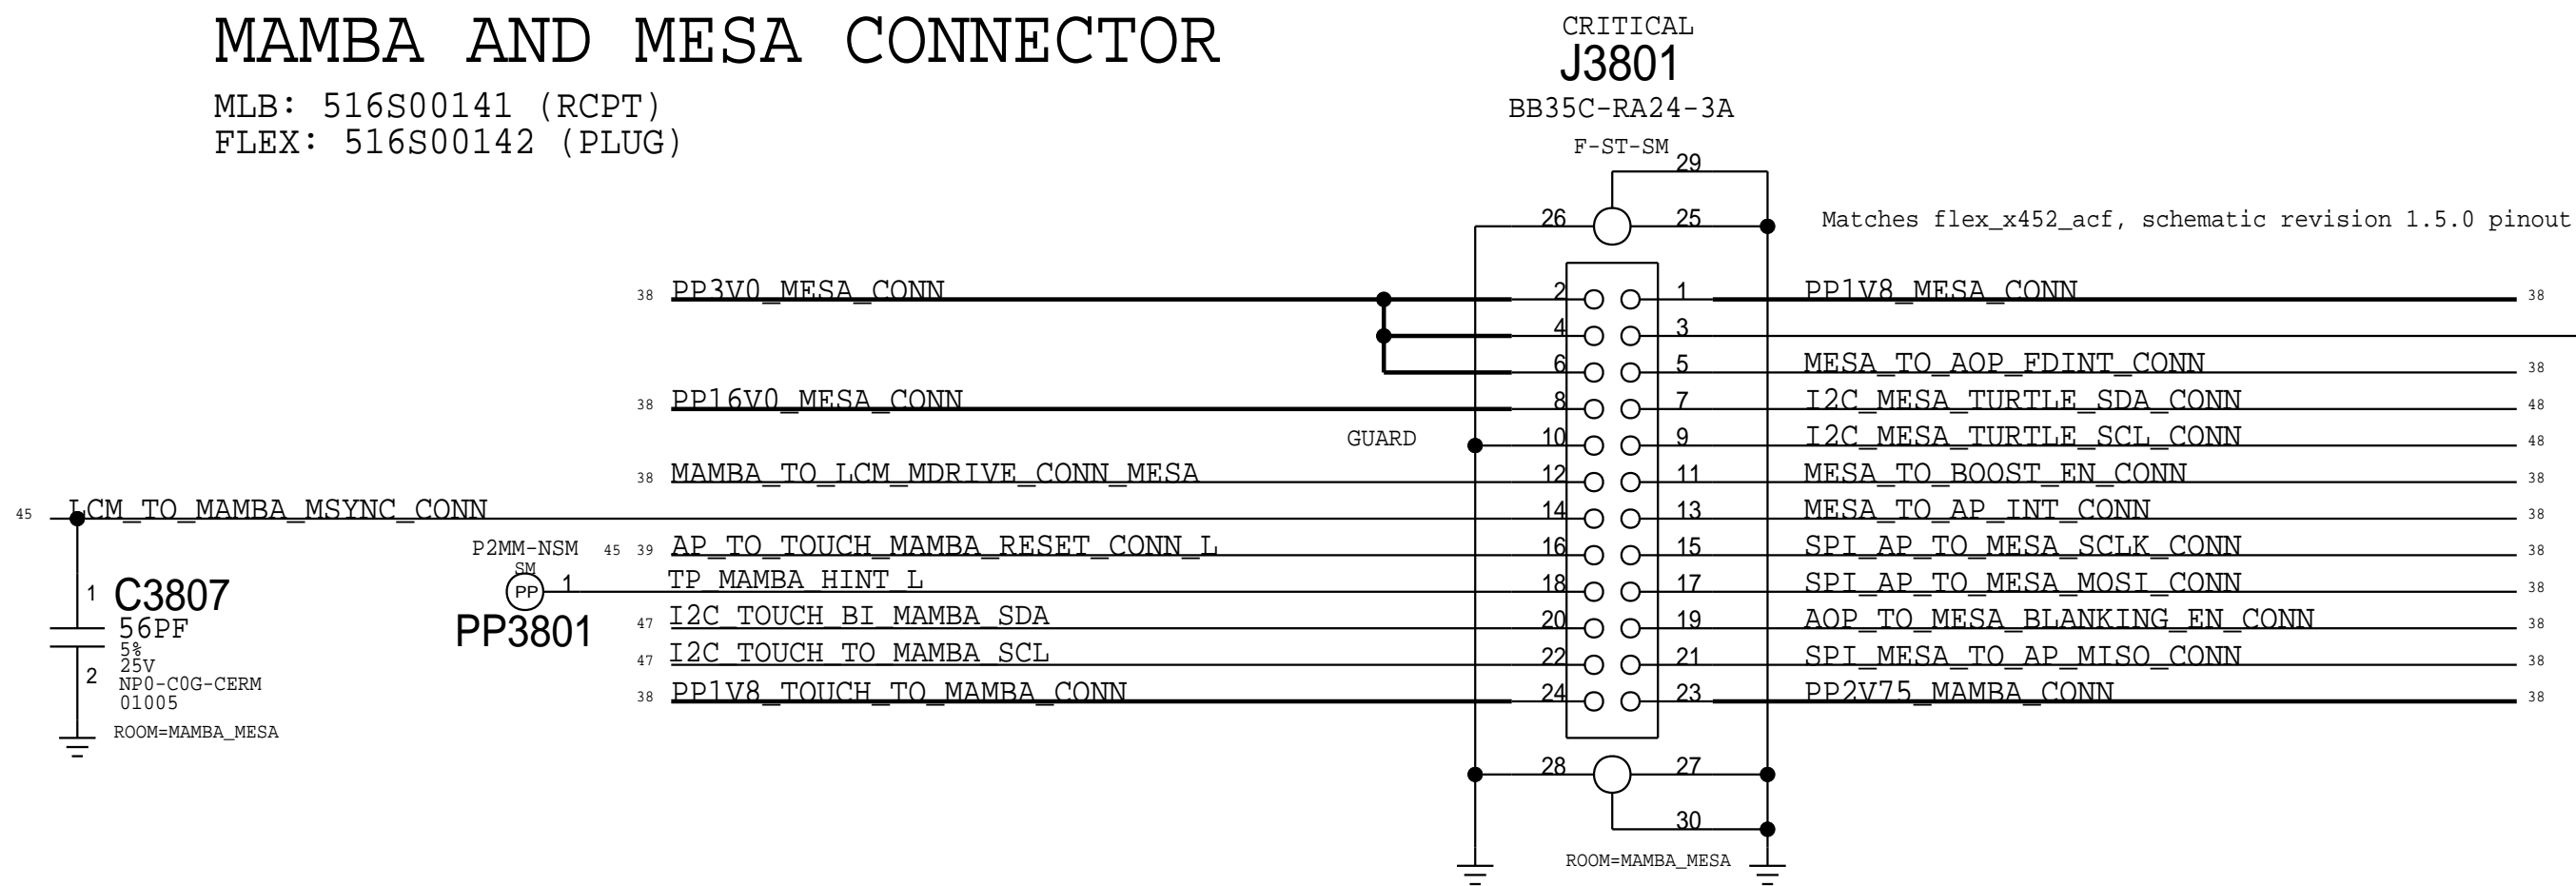 MAMBA AND MESA CONNECTOR
MLB: 516S00141 (RCPT)
FLEX: 516S00142 (PLUG)
CRITICAL
J3801
BB35C-RA24-3A
F-ST-SM
29
26 25
Matches flex_x452_acf, schematic revision 1.5.0 pinout
38 PP3V0_MESA_CONN 2 1 PP1V8_MESA_CONN 38
4 3
6 5 MESA_TO_AOP_FDINT_CONN 38
38 PP16V0_MESA_CONN 8 7 I2C_MESA_TURTLE_SDA_CONN 48
GUARD 10 9 I2C_MESA_TURTLE_SCL_CONN 48
38 MAMBA_TO_LCM_MDRIVE_CONN_MESA 12 11 MESA_TO_BOOST_EN_CONN 38
45 LCM_TO_MAMBA_MSYNC_CONN 14 13 MESA_TO_AP_INT_CONN 38
P2MM-NSM 45 39 AP_TO_TOUCH_MAMBA_RESET_CONN_L 16 15 SPI_AP_TO_MESA_SCLK_CONN 38
SM
PP 1 TP_MAMBA_HINT_L 18 17 SPI_AP_TO_MESA_MOSI_CONN 38
PP3801
47 I2C_TOUCH_BI_MAMBA_SDA 20 19 AOP_TO_MESA_BLANKING_EN_CONN 38
47 I2C_TOUCH_TO_MAMBA_SCL 22 21 SPI_MESA_TO_AP_MISO_CONN 38
38 PP1V8_TOUCH_TO_MAMBA_CONN 24 23 PP2V75_MAMBA_CONN 38
1 C3807
56PF
5%
25V
2 NP0-C0G-CERM
01005
ROOM=MAMBA_MESA
28 27
30
ROOM=MAMBA_MESA